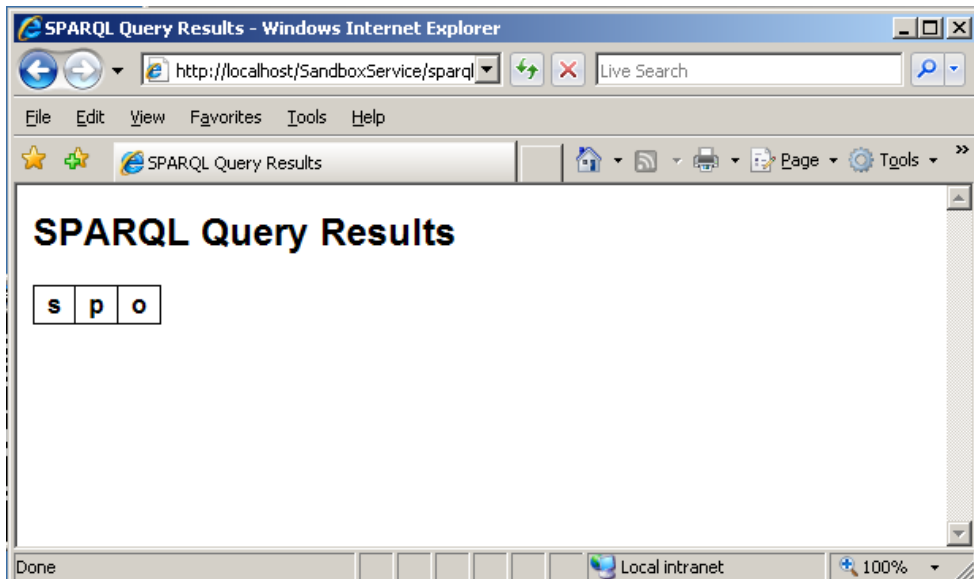 SPARQL Query Results - Windows Internet Explorer
http://localhost/SandboxService/sparql
Live Search
File Edit View Favorites Tools Help
SPARQL Query Results
Page Tools »
SPARQL Query Results
s p o
Done
Local intranet
100%